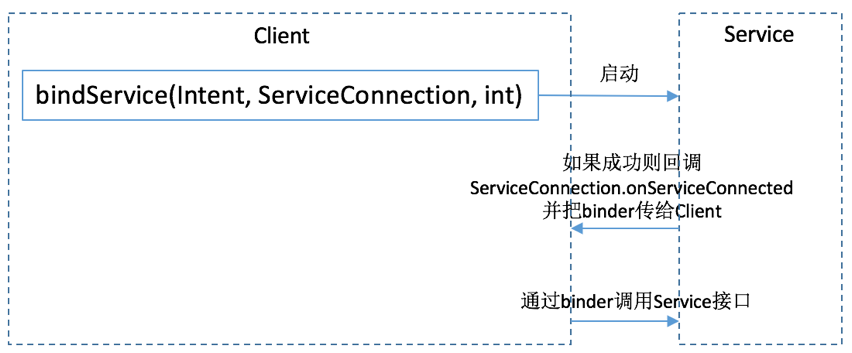 Client
Service
bindService(Intent, ServiceConnection, int)
启动
如果成功则回调
ServiceConnection.onServiceConnected
并把binder传给Client
通过binder调用Service接口